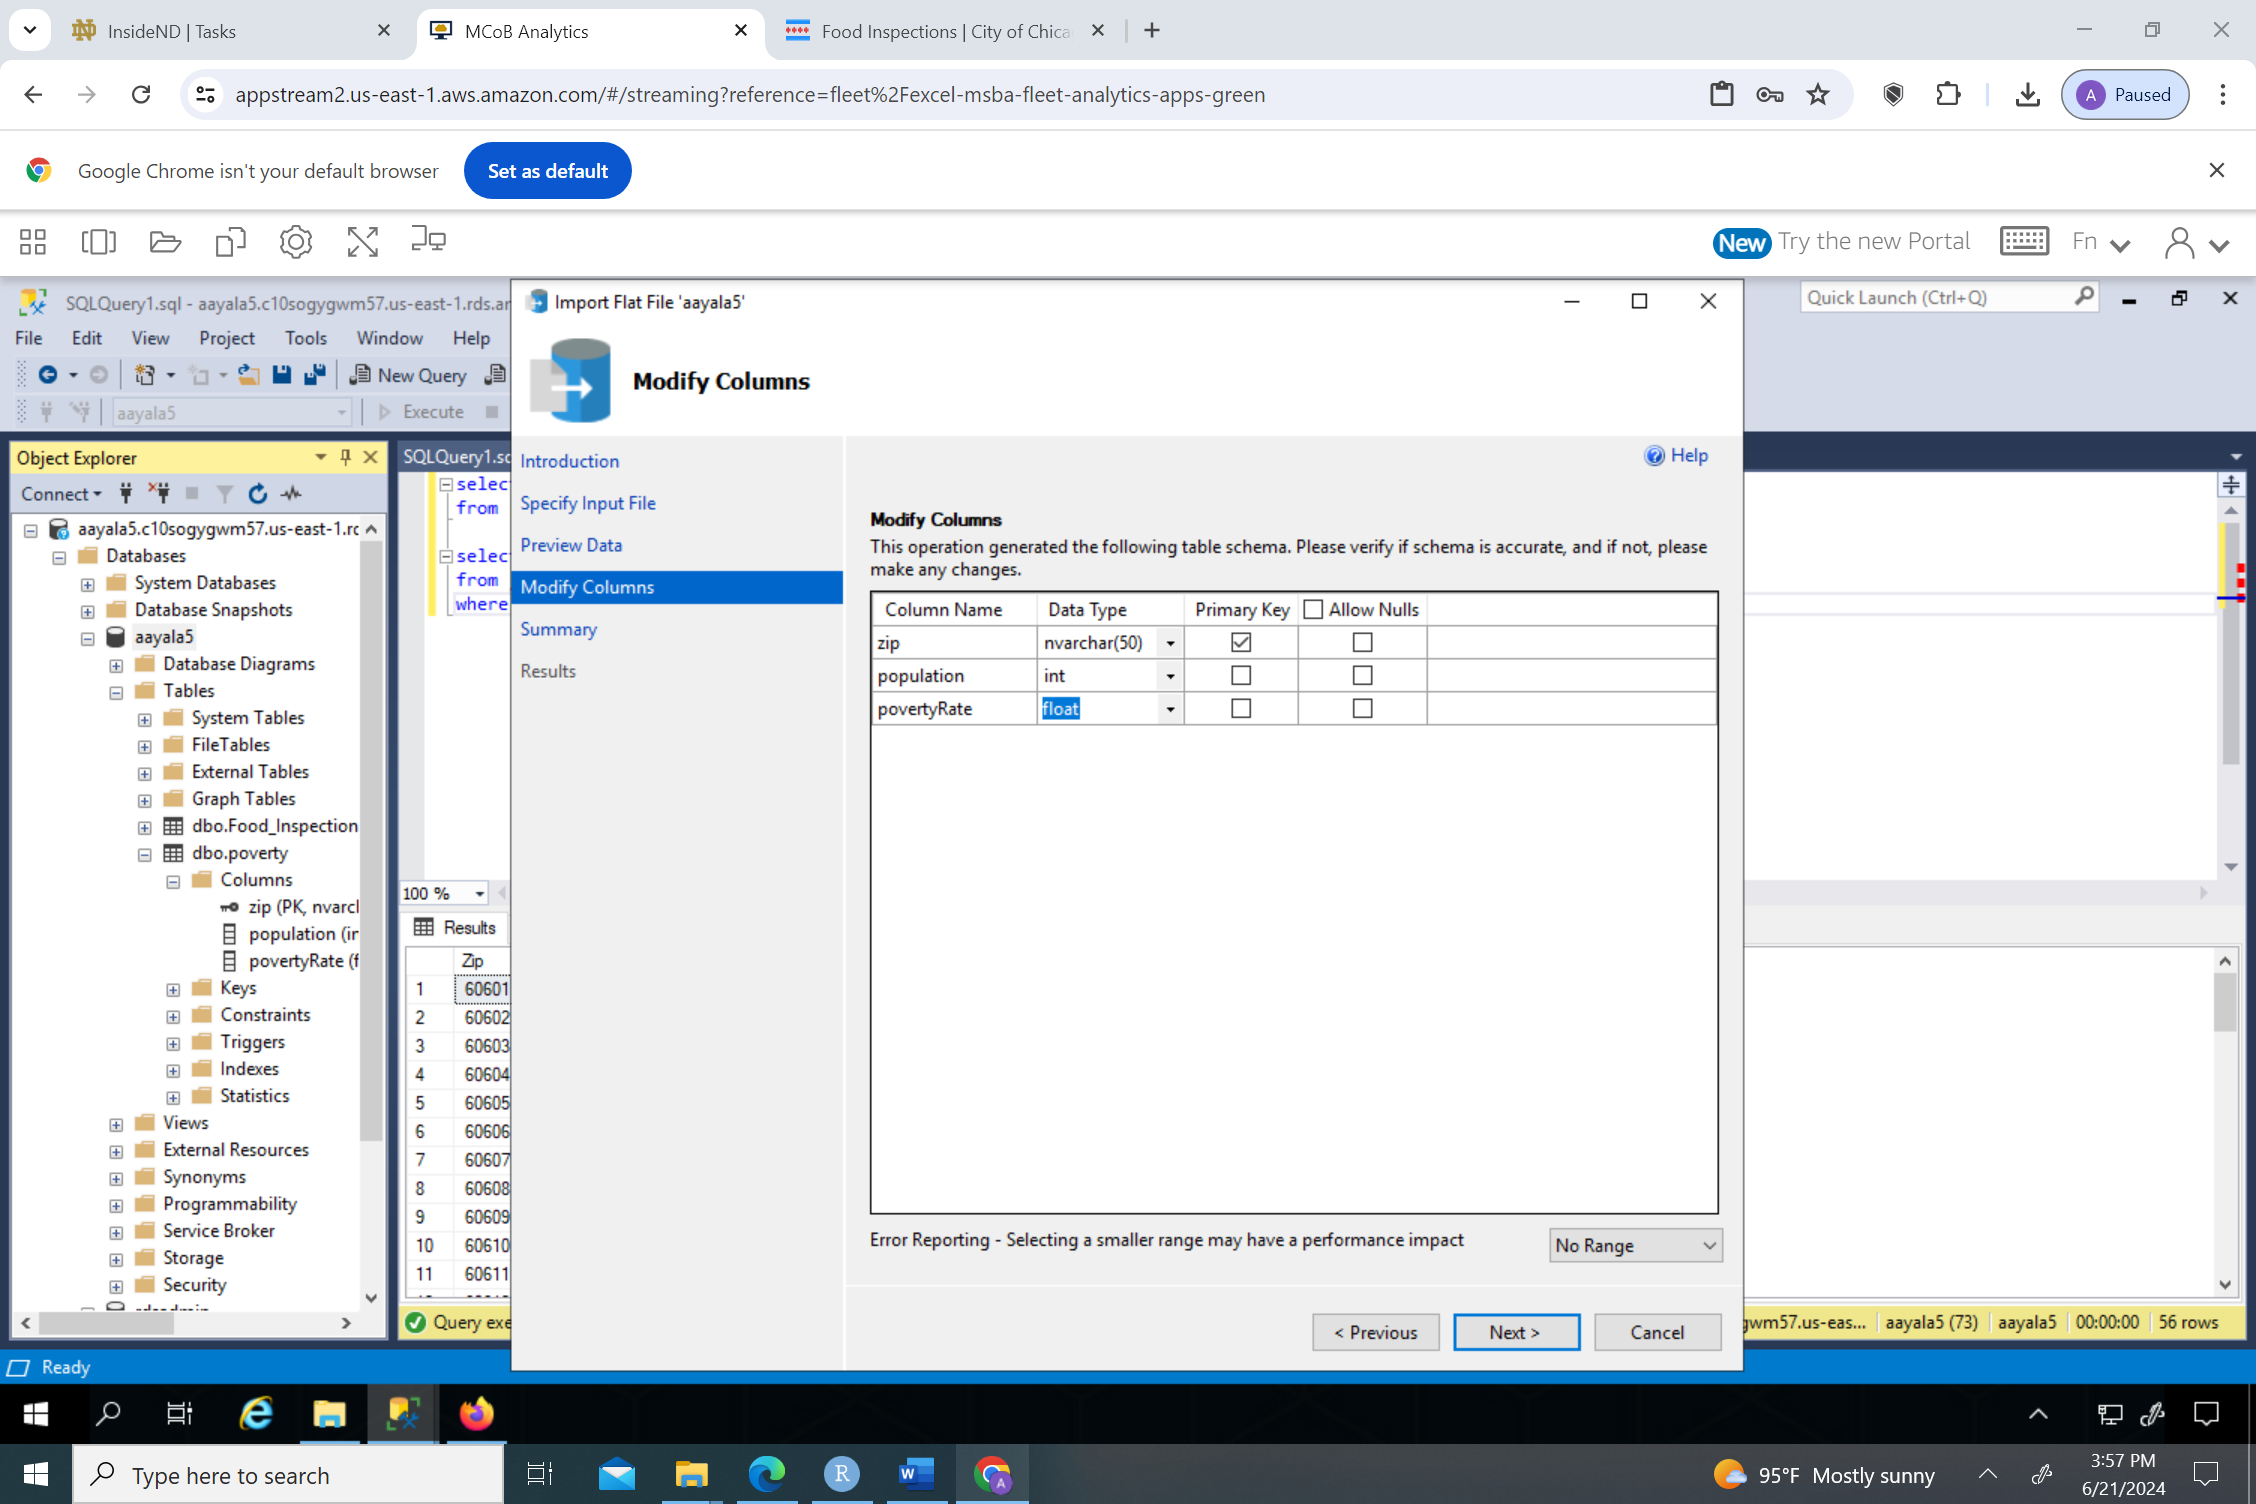 InsideND | Tasks
MCoB Analytics
Food Inspections | City of Chica
appstream2.us-east-1.aws.amazon.com/#/streaming?reference=fleet%2Fexcel-msba-fleet-analytics-apps-green
A Paused
Google Chrome isn't your default browser
Set as default
New Try the new Portal
Fn
SQLQuery1.sql - aayala5.c10sogygwm57.us-east-1.rds.am
Quick Launch (Ctrl+Q)
File Edit View Project Tools Window Help
New Query
aayala5
Execute
Object Explorer
Connect
aayala5.c10sogygwm57.us-east-1.rc
Databases
System Databases
Database Snapshots
aayala5
Database Diagrams
Tables
System Tables
FileTables
External Tables
Graph Tables
dbo.Food_Inspection
dbo.poverty
Columns
zip (PK, nvarcl
population (ir
povertyRate (f
Keys
Constraints
Triggers
Indexes
Statistics
Views
External Resources
Synonyms
Programmability
Service Broker
Storage
Security
SQLQuery1.sq
selec
from
selec
from
where
100 %
Results
Zip
1 60601
2 60602
3 60603
4 60604
5 60605
6 60606
7 60607
8 60608
9 60609
10 60610
11 60611
Query exe
Import Flat File 'aayala5'
Modify Columns
Introduction
Specify Input File
Preview Data
Modify Columns
Summary
Results
Help
Modify Columns
This operation generated the following table schema. Please verify if schema is accurate, and if not, please
make any changes.
Column Name Data Type Primary Key Allow Nulls
zip nvarchar(50)
population int
povertyRate float
Error Reporting - Selecting a smaller range may have a performance impact
No Range
< Previous
Next >
Cancel
gwm57.us-eas... aayala5 (73) aayala5 00:00:00 56 rows
Ready
Type here to search
95°F Mostly sunny
3:57 PM
6/21/2024